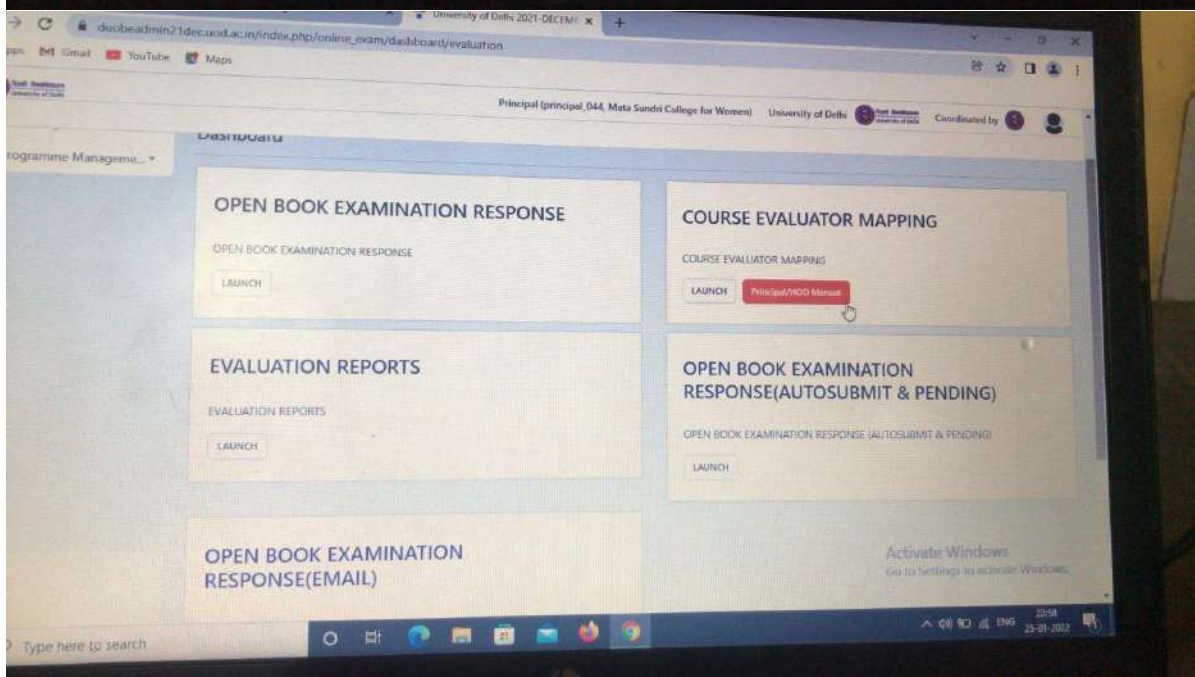 University of Delhi 2021-DECEM
duobeadmin21dec.uod.ac.in/index.php/online_exam/dashboard/evaluation
Gmail YouTube Maps
Principal (principal_044, Mata Sundri College for Women) University of Delhi Coordinated by
Dashboard
rogramme Manageme...
OPEN BOOK EXAMINATION RESPONSE
OPEN BOOK EXAMINATION RESPONSE
LAUNCH
COURSE EVALUATOR MAPPING
COURSE EVALUATOR MAPPING
LAUNCH Principal/HOD Manual
EVALUATION REPORTS
EVALUATION REPORTS
LAUNCH
OPEN BOOK EXAMINATION
RESPONSE(AUTOSUBMIT & PENDING)
OPEN BOOK EXAMINATION RESPONSE (AUTOSUBMIT & PENDING)
LAUNCH
OPEN BOOK EXAMINATION
RESPONSE(EMAIL)
Activate Windows
Go to Settings to activate Windows.
Type here to search
ENG
22:58
25-01-2022